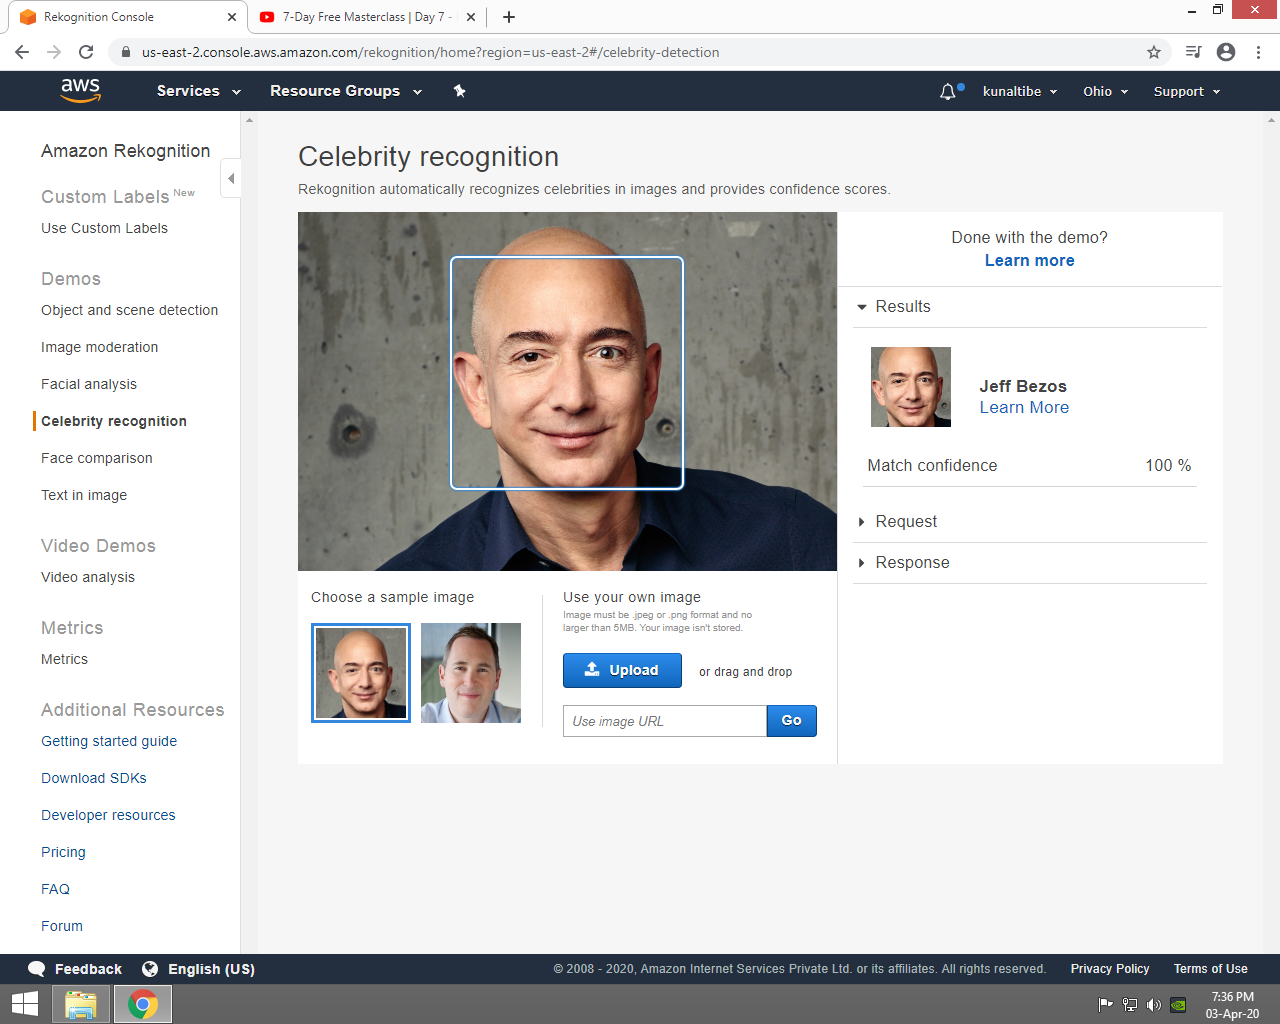 Rekognition Console
7-Day Free Masterclass | Day 7 -
us-east-2.console.aws.amazon.com/rekognition/home?region=us-east-2#/celebrity-detection
aws
Services
Resource Groups
kunaltibe
Ohio
Support
Amazon Rekognition
Custom Labels New
Use Custom Labels
Demos
Object and scene detection
Image moderation
Facial analysis
Celebrity recognition
Face comparison
Text in image
Video Demos
Video analysis
Metrics
Metrics
Additional Resources
Getting started guide
Download SDKs
Developer resources
Pricing
FAQ
Forum
Celebrity recognition
Rekognition automatically recognizes celebrities in images and provides confidence scores.
Done with the demo?
Learn more
Results
Jeff Bezos
Learn More
Match confidence 100 %
Request
Response
Choose a sample image
Use your own image
Image must be .jpeg or .png format and no
larger than 5MB. Your image isn't stored.
Upload or drag and drop
Use image URL Go
Feedback
English (US)
© 2008 - 2020, Amazon Internet Services Private Ltd. or its affiliates. All rights reserved.
Privacy Policy
Terms of Use
7:36 PM
03-Apr-20